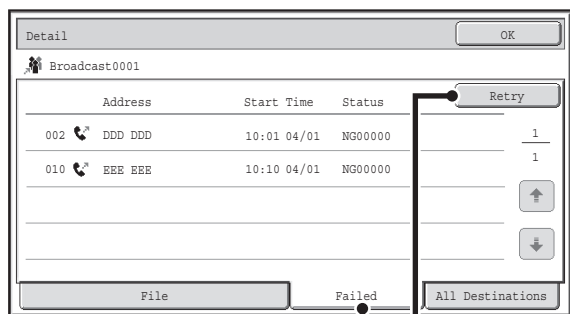 Detail OK
Broadcast0001
Address Start Time Status Retry
002 DDD DDD 10:01 04/01 NG00000 1
1
010 EEE EEE 10:10 04/01 NG00000
File Failed All Destinations